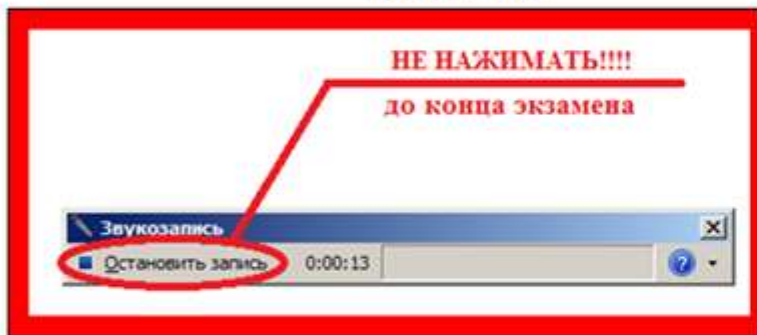 НЕ НАЖИМАТЬ!!!!
до конца экзамена
Звукозапись
Остановить запись 0:00:13